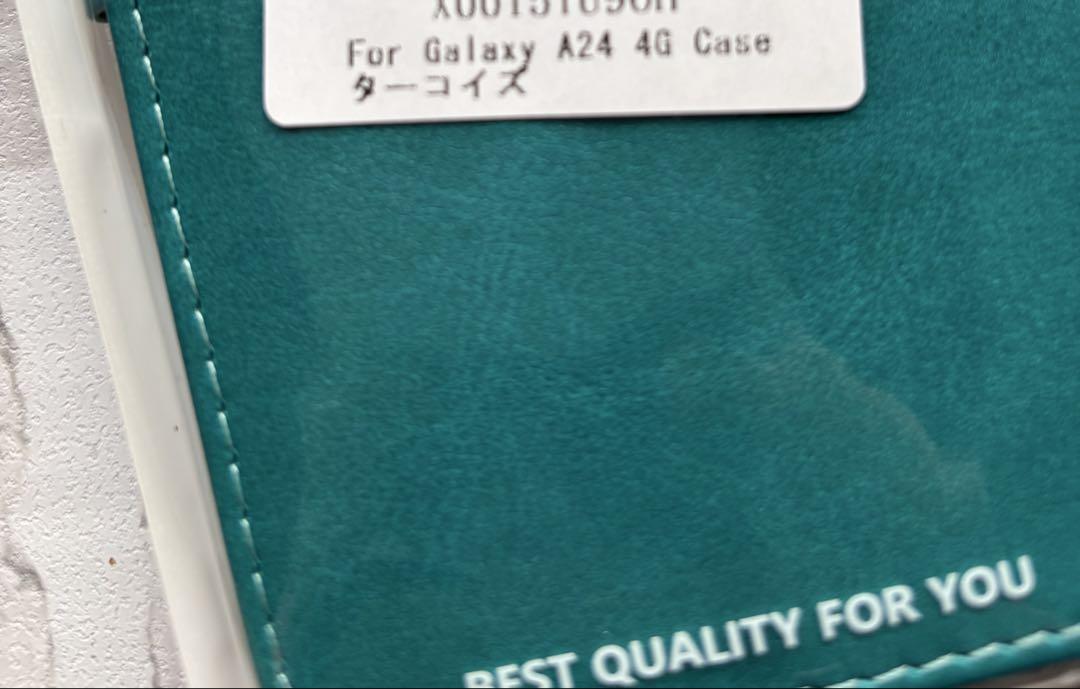 For Galaxy A24 4G Case
ターコイズ
BEST QUALITY FOR YOU